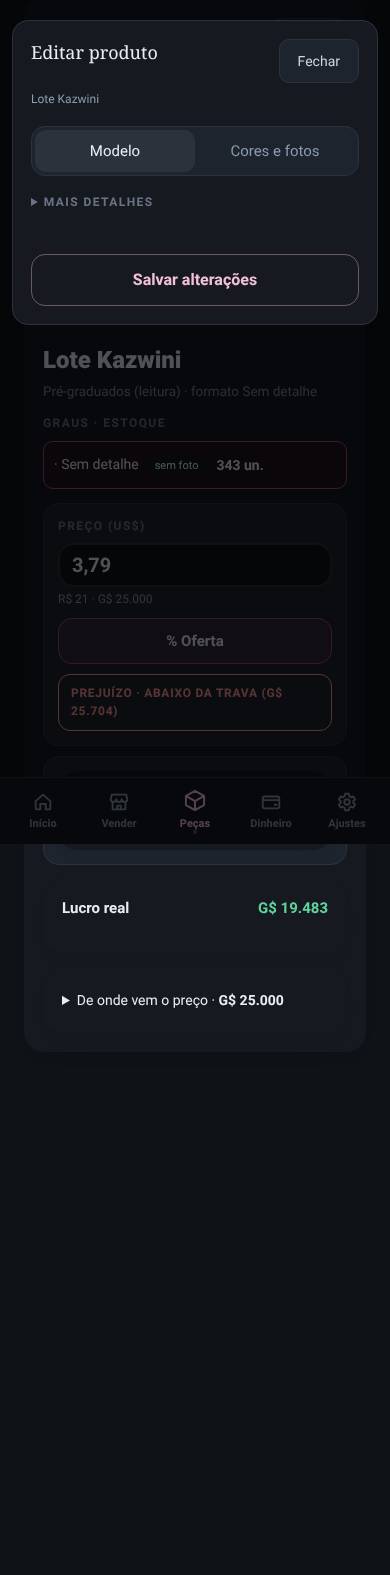 Editar produto
Fechar
Lote Kazwini
Modelo
Cores e fotos
MAIS DETALHES
Salvar alterações
Lote Kazwini
Pré-graduados (leitura) · formato Sem detalhe
GRAUS · ESTOQUE
· Sem detalhe sem foto 343 un.
PREÇO (US$)
3,79
R$ 21 · G$ 25.000
% Oferta
PREJUÍZO · ABAIXO DA TRAVA (G$
25.704)
Início
Vender
Peças
Dinheiro
Ajustes
Lucro real G$ 19.483
De onde vem o preço · G$ 25.000